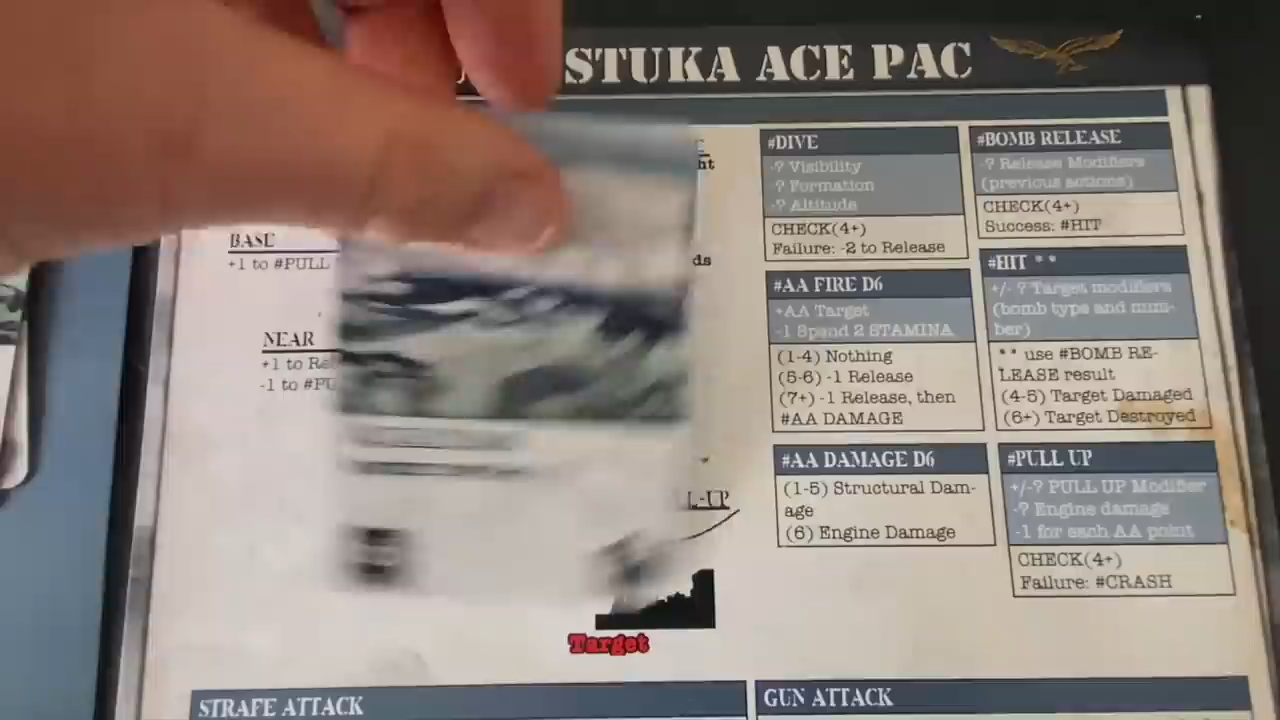 STUKA ACE PAC
BASE
+1 to #PULL
NEAR
+1 to
-1 to
Target
#DIVE
-? Visibility
-? Formation
-? Altitude
CHECK(4+)
Failure: -2 to Release
#AA FIRE D6
+AA Target
-1 Spend 2 STAMINA
(1-4) Nothing
(5-6) -1 Release
(7+) -1 Release, then
#AA DAMAGE
#AA DAMAGE D6
(1-5) Structural Dam-
age
(6) Engine Damage
#BOMB RELEASE
-? Release Modifiers
(previous actions)
CHECK(4+)
Success: #HIT
#HIT **
+/- ? Target modifiers
(bomb type and num-
ber)
** use #BOMB RE-
LEASE result
(4-5) Target Damaged
(6+) Target Destroyed
#PULL UP
+/-? PULL UP Modifier
-? Engine damage
-1 for each AA point
CHECK(4+)
Failure: #CRASH
STRAFE ATTACK
GUN ATTACK